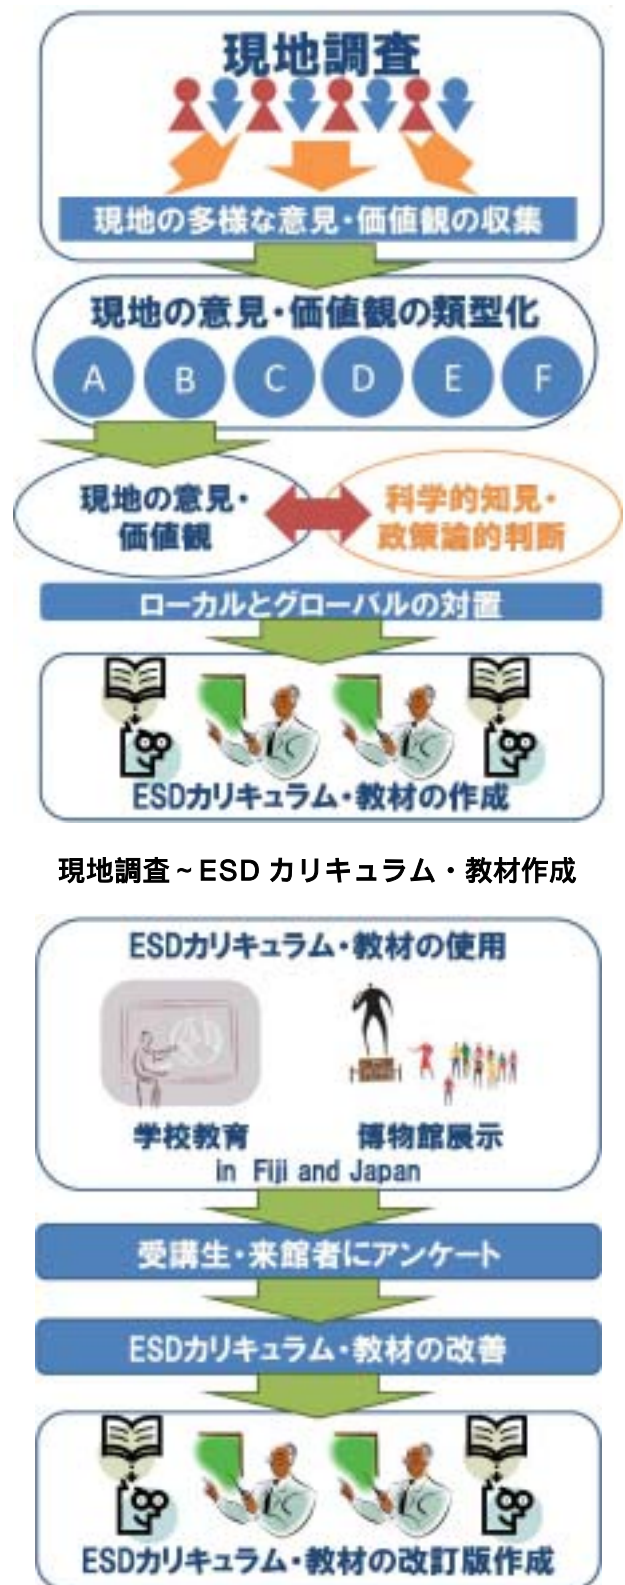 現地調査
現地の多様な意見・価値観の収集
現地の意見・価値観の類型化
A B C D E F
現地の意見・
価値観
科学的知見・
政策論的判断
ローカルとグローバルの対置
ESDカリキュラム・教材の作成
現地調査~ESD カリキュラム・教材作成
ESDカリキュラム・教材の使用
学校教育 博物館展示
in Fiji and Japan
受講生・来館者にアンケート
ESDカリキュラム・教材の改善
ESDカリキュラム・教材の改訂版作成